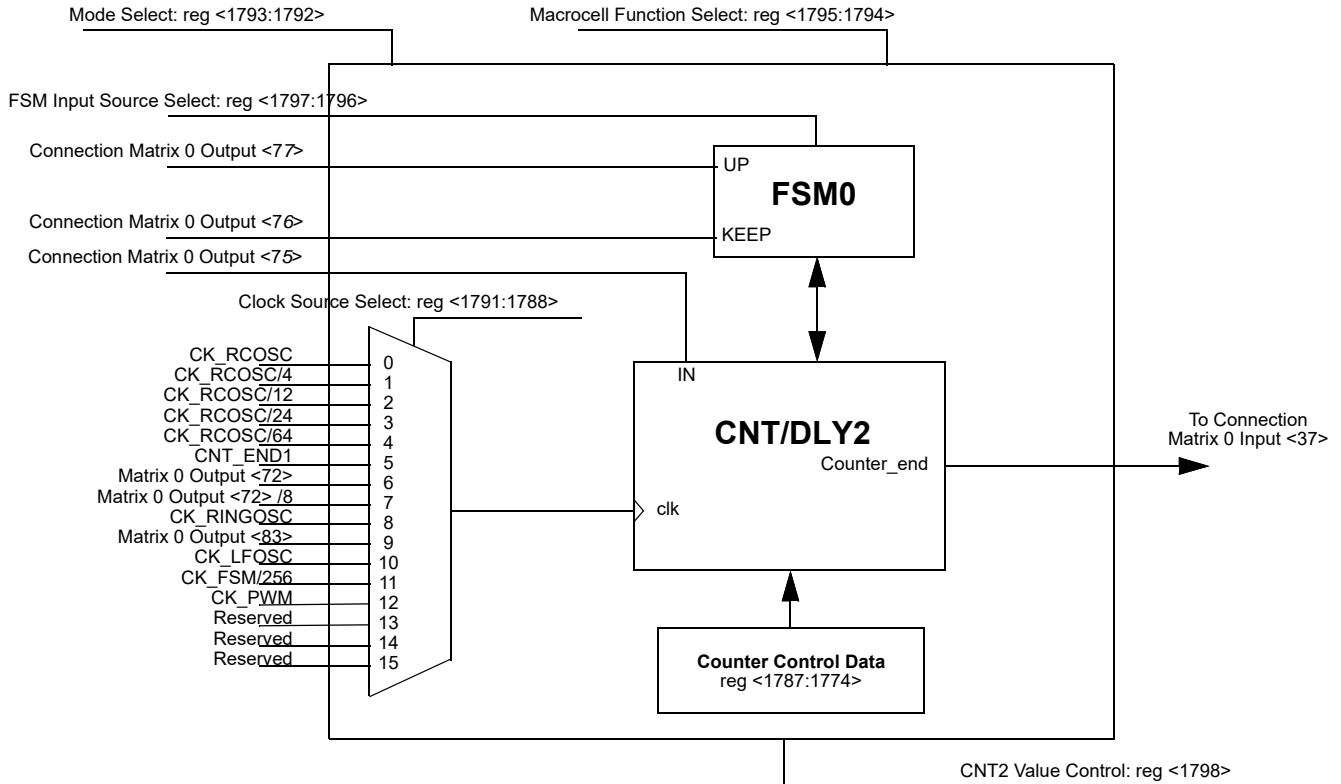 Mode Select: reg <1793:1792>
Macrocell Function Select: reg <1795:1794>
FSM Input Source Select: reg <1797:1796>
Connection Matrix 0 Output <77>
UP
FSM0
Connection Matrix 0 Output <76>
KEEP
Connection Matrix 0 Output <75>
Clock Source Select: reg <1791:1788>
CK_RCOSC
0
CK_RCOSC/4
1
CK_RCOSC/12
2
CK_RCOSC/24
3
CK_RCOSC/64
4
CNT_END1
5
Matrix 0 Output <72>
6
Matrix 0 Output <72> /8
7
CK_RINGOSC
8
Matrix 0 Output <83>
9
CK_LFOSC
10
CK_FSM/256
11
CK_PWM
12
Reserved
13
Reserved
14
Reserved
15
IN
CNT/DLY2
Counter_end
clk
To Connection
Matrix 0 Input <37>
Counter Control Data
reg <1787:1774>
CNT2 Value Control: reg <1798>